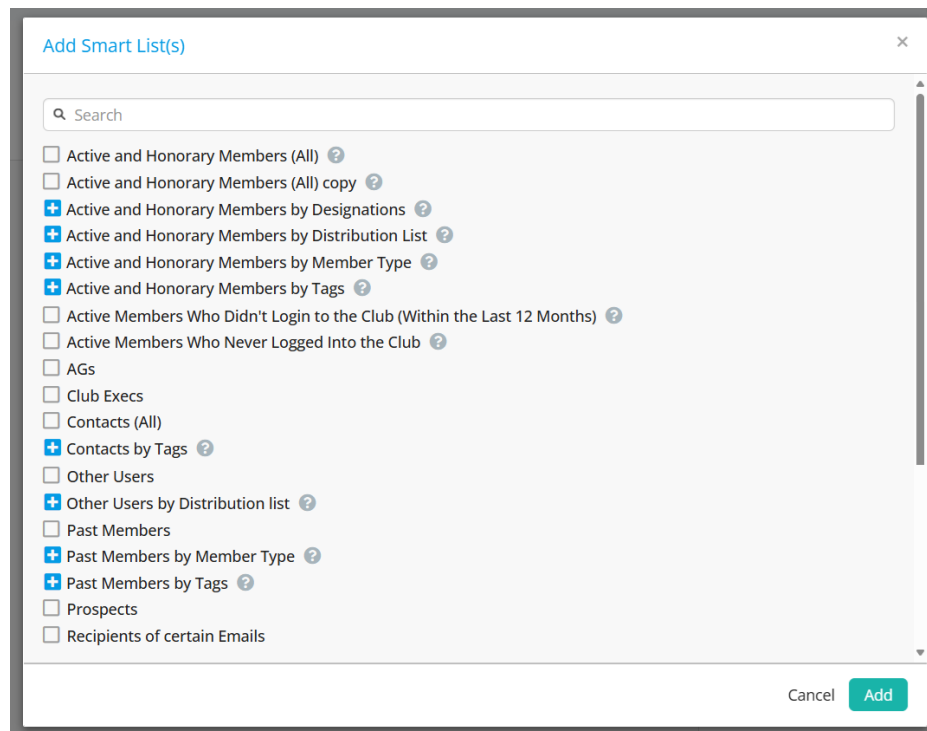 Add Smart List(s)
Search
Active and Honorary Members (All)
Active and Honorary Members (All) copy
Active and Honorary Members by Designations
Active and Honorary Members by Distribution List
Active and Honorary Members by Member Type
Active and Honorary Members by Tags
Active Members Who Didn't Login to the Club (Within the Last 12 Months)
Active Members Who Never Logged Into the Club
AGs
Club Execs
Contacts (All)
Contacts by Tags
Other Users
Other Users by Distribution list
Past Members
Past Members by Member Type
Past Members by Tags
Prospects
Recipients of certain Emails
Cancel Add